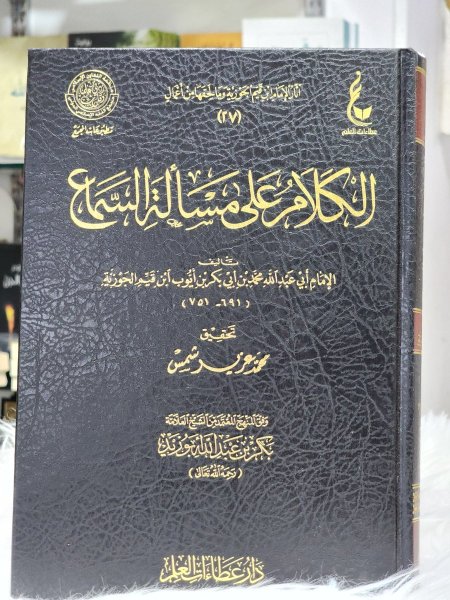 آثار الإمام ابن قيم الجوزية وما لحقها من أعمال
(٢٧)
عطاءات العلم
الكلام على مسألة السماع
تأليف
الإمام أبي عبد الله محمد بن أبي بكر بن أيوب ابن قيم الجوزية
(٦٩١ - ٧٥١)
تحقيق
محمد عزير شمس
وفق المنهج المعتمد من الشيخ العلامة
بكر بن عبد الله أبو زيد
(رحمه الله تعالى)
دار عطاءات العلم